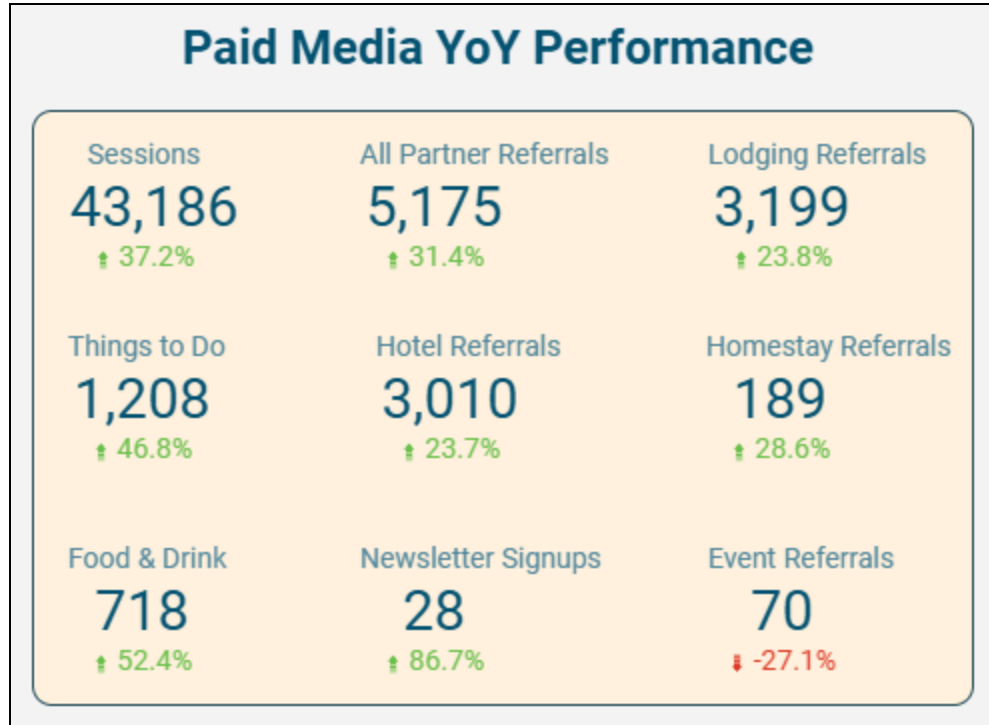 Paid Media YoY Performance
Sessions
43,186
37.2%
All Partner Referrals
5,175
31.4%
Lodging Referrals
3,199
23.8%
Things to Do
1,208
46.8%
Hotel Referrals
3,010
23.7%
Homestay Referrals
189
28.6%
Food & Drink
718
52.4%
Newsletter Signups
28
86.7%
Event Referrals
70
-27.1%